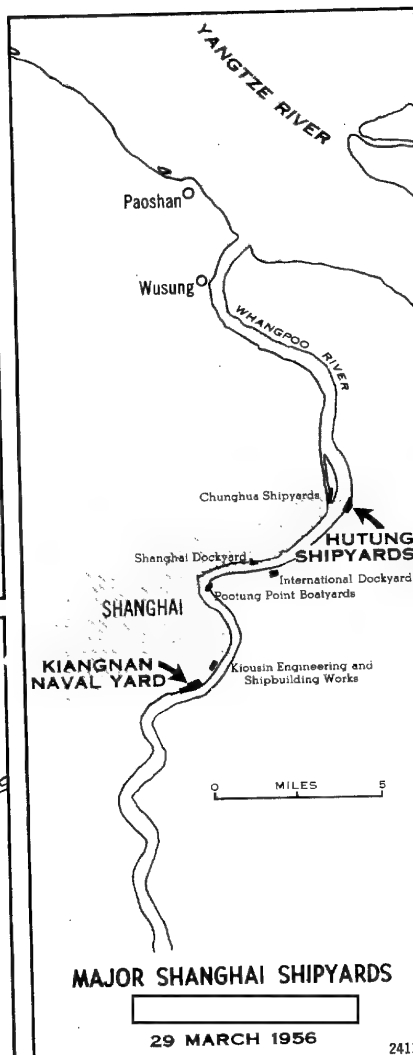 YANGTZE RIVER
Paoshan
Wusung
WHANGPOO RIVER
Chunghua Shipyards
HUTUNG
SHIPYARDS
Shanghai Dockyard
International Dockyard
Pootung Point Boatyards
SHANGHAI
KIANGNAN
NAVAL YARD
Kiousin Engineering and
Shipbuilding Works
0 MILES 5
MAJOR SHANGHAI SHIPYARDS
29 MARCH 1956